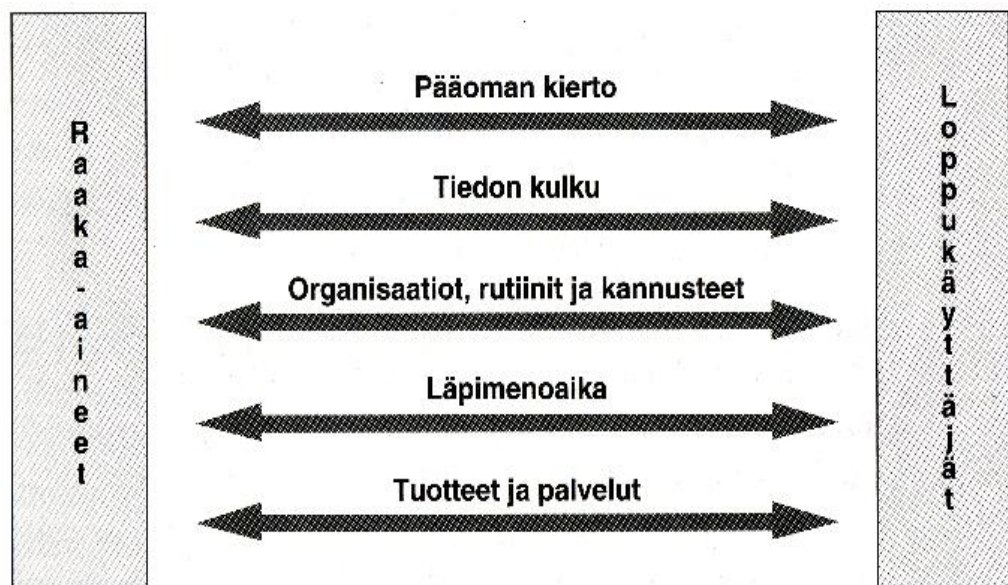 Raaka-aineet
Pääoman kierto
Tiedon kulku
Organisaatiot, rutiinit ja kannusteet
Läpimenoaika
Tuotteet ja palvelut
Loppukäyttäjät